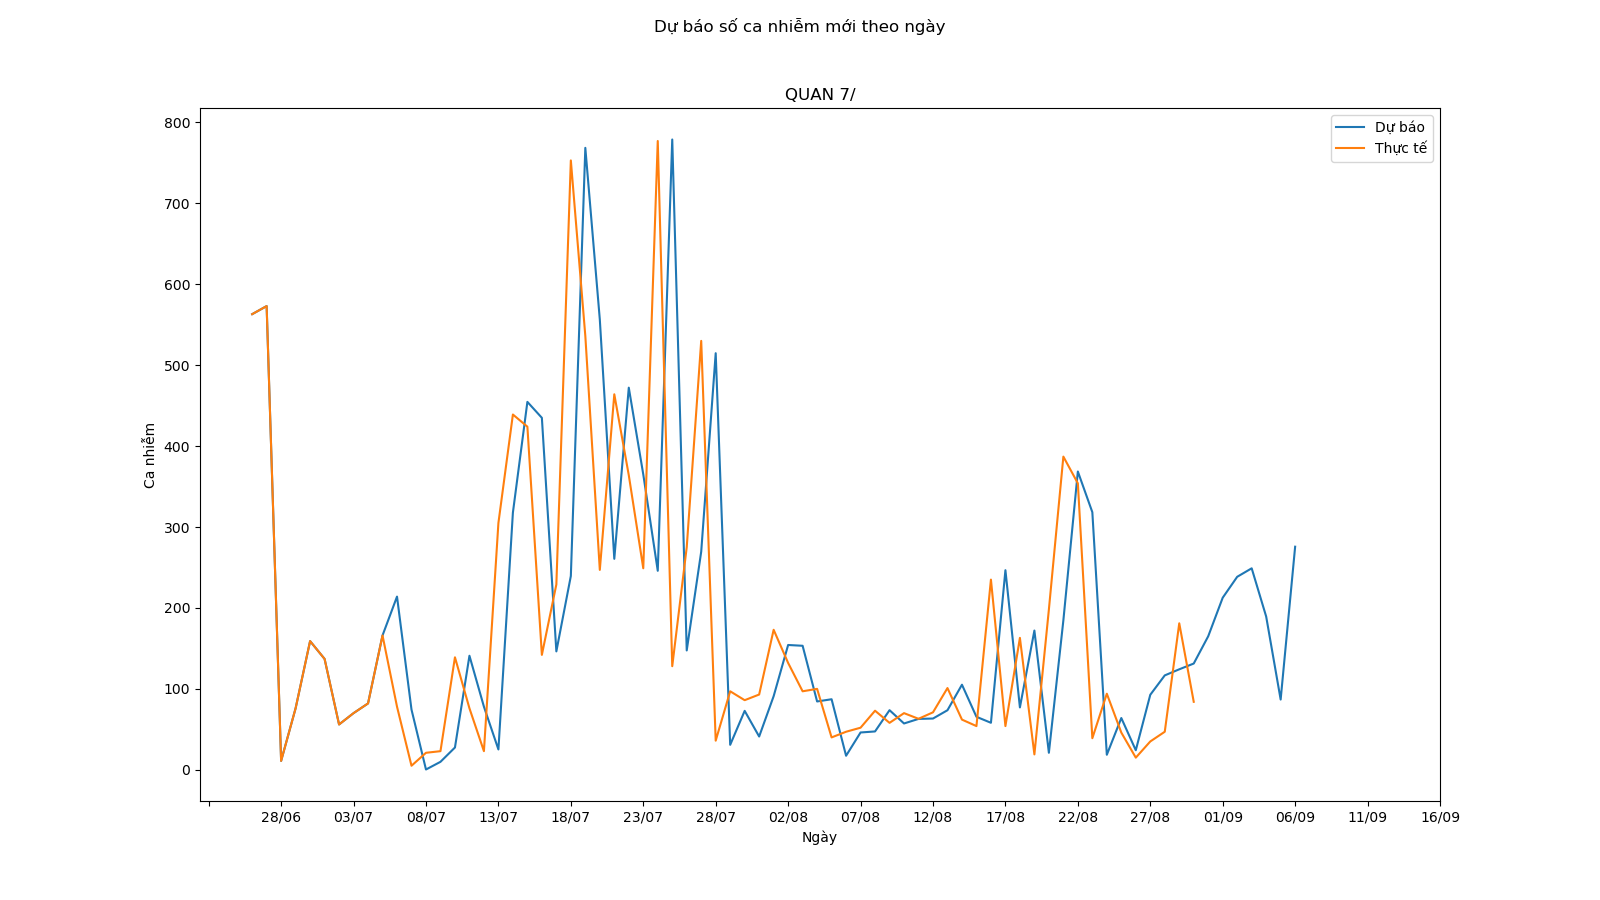 Dự báo số ca nhiễm mới theo ngày
QUAN 7/
Dự báo
Thực tế
800
700
600
500
400
300
200
100
0
Ca nhiễm
28/06 03/07 08/07 13/07 18/07 23/07 28/07 02/08 07/08 12/08 17/08 22/08 27/08 01/09 06/09 11/09 16/09
Ngày